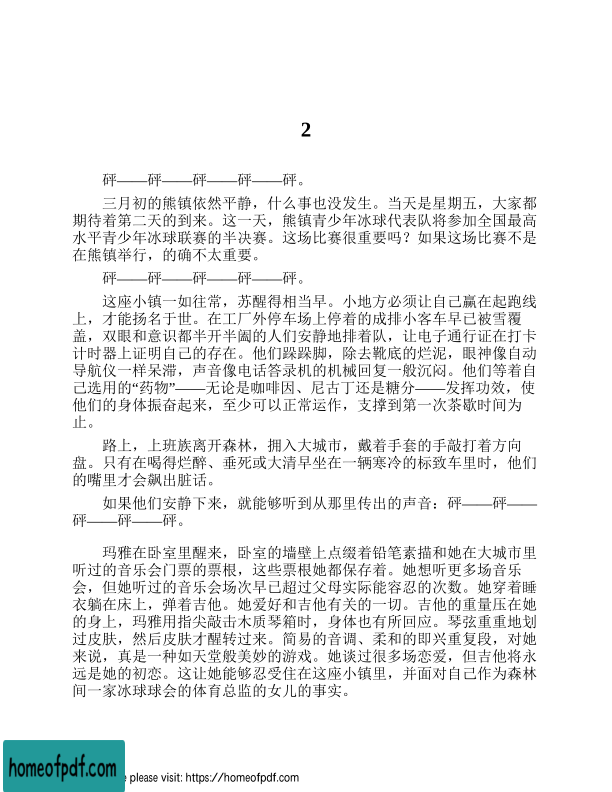 2
砰——砰——砰——砰——砰。
三月初的熊镇依然平静，什么事也没发生。当天是星期五，大家都
期待着第二天的到来。这一天，熊镇青少年冰球代表队将参加全国最高
水平青少年冰球联赛的半决赛。这场比赛很重要吗？如果这场比赛不是
在熊镇举行，的确不太重要。
砰——砰——砰——砰——砰。
这座小镇一如往常，苏醒得相当早。小地方必须让自己赢在起跑线
上，才能扬名于世。在工厂外停车场上停着的成排小客车早已被雪覆
盖，双眼和意识都半开半阖的人们安静地排着队，让电子通行证在打卡
计时器上证明自己的存在。他们跺跺脚，除去靴底的烂泥，眼神像自动
导航仪一样呆滞，声音像电话答录机的机械回复一般沉闷。他们等着自
己选用的“药物”——无论是咖啡因、尼古丁还是糖分——发挥功效，使
他们的身体振奋起来，至少可以正常运作，支撑到第一次茶歇时间为
止。
路上，上班族离开森林，拥入大城市，戴着手套的手敲打着方向
盘。只有在喝得烂醉、垂死或大清早坐在一辆寒冷的标致车里时，他们
的嘴里才会飙出脏话。
如果他们安静下来，就能够听到从那里传出的声音：砰——砰——
砰——砰——砰。
玛雅在卧室里醒来，卧室的墙壁上点缀着铅笔素描和她在大城市里
听过的音乐会门票的票根，这些票根她都保存着。她想听更多场音乐
会，但她听过的音乐会场次早已超过父母实际能容忍的次数。她穿着睡
衣躺在床上，弹着吉他。她爱好和吉他有关的一切。吉他的重量压在她
的身上，玛雅用指尖敲击木质琴箱时，身体也有所回应。琴弦重重地划
过皮肤，然后皮肤才醒转过来。简易的音调、柔和的即兴重复段，对她
来说，真是一种如天堂般美妙的游戏。她谈过很多场恋爱，但吉他将永
远是她的初恋。这让她能够忍受住在这座小镇里，并面对自己作为森林
间一家冰球球会的体育总监的女儿的事实。
homeofpdf.com
e please visit: https://homeofpdf.com